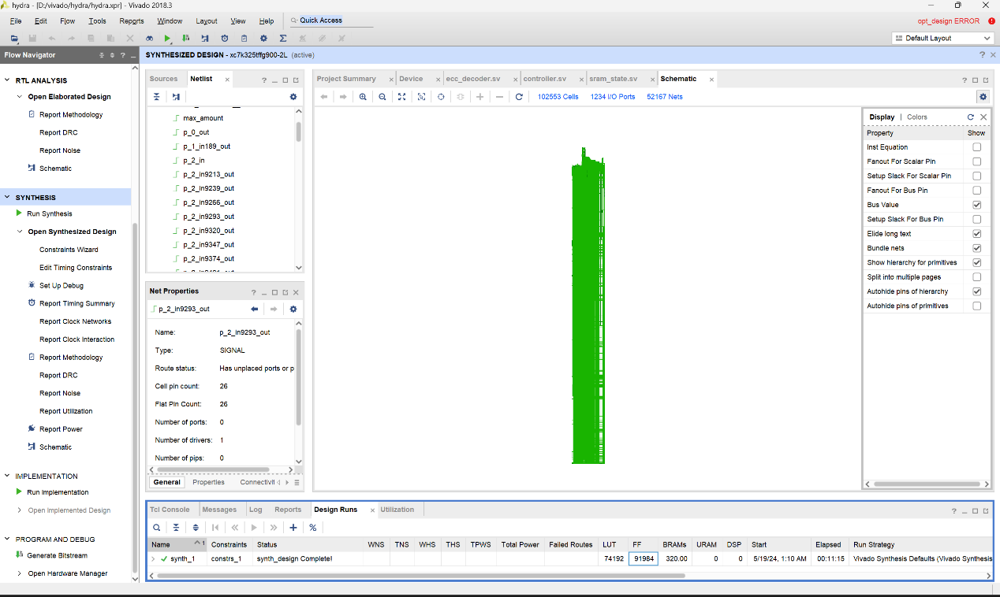 hydra - [D:/vivado/hydra/hydra.xpr] - Vivado 2018.3
File Edit Flow Tools Reports Window Layout View Help Quick Access
opt_design ERROR
Default Layout
Flow Navigator
SYNTHESIZED DESIGN - xc7k325tffg900-2L (active)
RTL ANALYSIS
Open Elaborated Design
Report Methodology
Report DRC
Report Noise
Schematic
SYNTHESIS
Run Synthesis
Open Synthesized Design
Constraints Wizard
Edit Timing Constraints
Set Up Debug
Report Timing Summary
Report Clock Networks
Report Clock Interaction
Report Methodology
Report DRC
Report Noise
Report Utilization
Report Power
Schematic
IMPLEMENTATION
Run Implementation
Open Implemented Design
PROGRAM AND DEBUG
Generate Bitstream
Open Hardware Manager
Sources Netlist
max_amount
p_0_out
p_1_in189_out
p_2_in
p_2_in9213_out
p_2_in9239_out
p_2_in9266_out
p_2_in9293_out
p_2_in9320_out
p_2_in9347_out
p_2_in9374_out
Net Properties
p_2_in9293_out
Name: p_2_in9293_out
Type: SIGNAL
Route status: Has unplaced ports or p
Cell pin count: 26
Flat Pin Count: 26
Number of ports: 0
Number of drivers: 1
Number of pips: 0
General Properties Connectivit
Project Summary Device ecc_decoder.sv controller.sv sram_state.sv Schematic
102553 Cells 1234 I/O Ports 52167 Nets
Display Colors
Property Show
Inst Equation
Fanout For Scalar Pin
Setup Slack For Scalar Pin
Fanout For Bus Pin
Bus Value
Setup Slack For Bus Pin
Elide long text
Bundle nets
Show hierarchy for primitives
Split into multiple pages
Autohide pins of hierarchy
Autohide pins of primitives
Tcl Console Messages Log Reports Design Runs Utilization
Name 1 Constraints Status WNS TNS WHS THS TPWS Total Power Failed Routes LUT FF BRAMs URAM DSP Start Elapsed Run Strategy
synth_1 constrs_1 synth_design Complete! 74192 91984 320.00 0 0 5/19/24, 1:10 AM 00:11:15 Vivado Synthesis Defaults (Vivado Synthesis